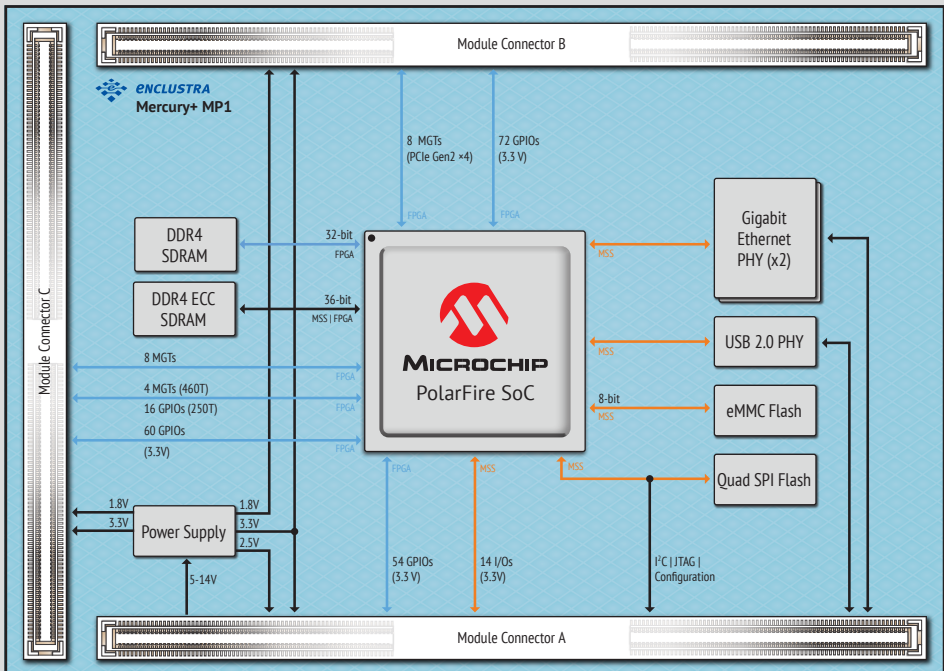 Module Connector B
ENCLUSTRA
Mercury+ MP1
8 MGTs
(PCIe Gen2 ×4)
72 GPIOs
(3.3 V)
FPGA
FPGA
DDR4
SDRAM
32-bit
FPGA
DDR4 ECC
SDRAM
36-bit
MSS | FPGA
MICROCHIP
PolarFire SoC
MSS
Gigabit
Ethernet
PHY (x2)
MSS
USB 2.0 PHY
8-bit
MSS
eMMC Flash
MSS
Quad SPI Flash
Module Connector C
8 MGTs
FPGA
4 MGTs (460T)
16 GPIOs (250T)
FPGA
60 GPIOs
(3.3V)
FPGA
FPGA
MSS
1.8V
3.3V
Power Supply
1.8V
3.3V
2.5V
5-14V
54 GPIOs
(3.3 V)
14 I/Os
(3.3V)
I²C | JTAG |
Configuration
Module Connector A